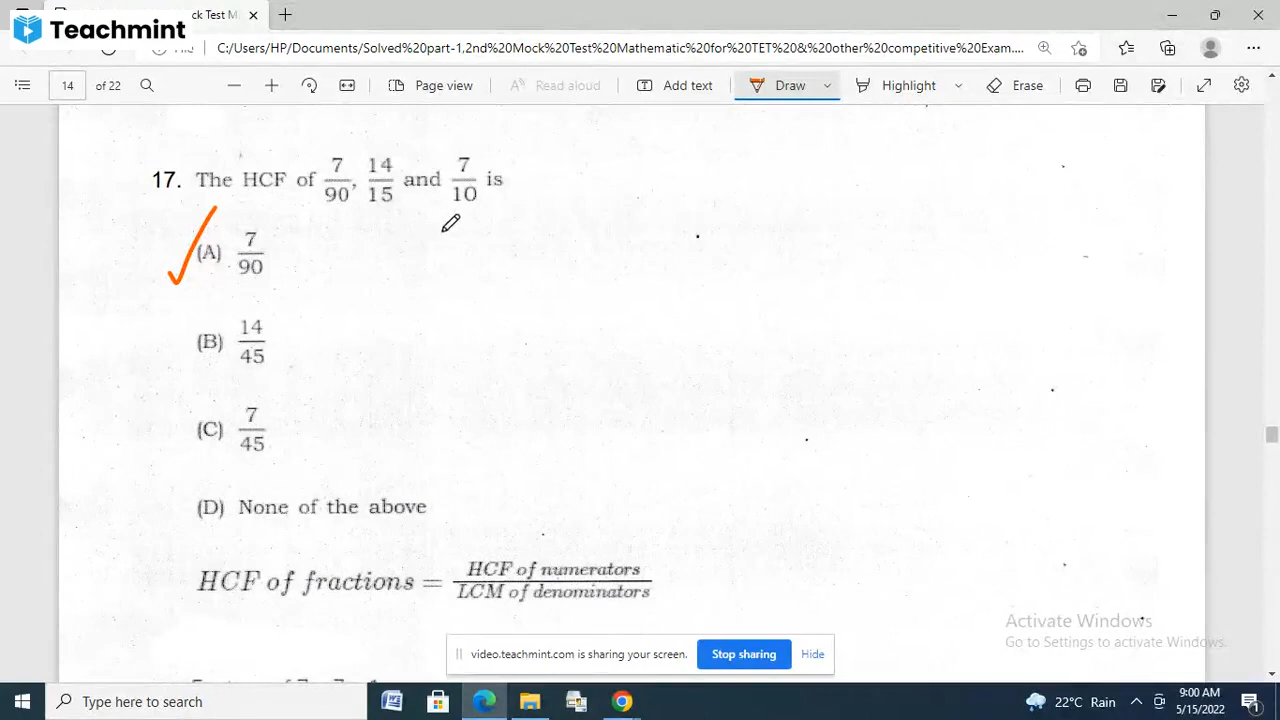 ck Test M
Teachmint
C:/Users/HP/Documents/Solved%20part-1,2nd%20Mock%20Test%20Mathematic%20for%20TET%20&%20other%20competitive%20Exam....
14 of 22
Page view
Read aloud
Add text
Draw
Highlight
Erase
17. The HCF of 7/90, 14/15 and 7/10 is
(A) 7/90
(B) 14/45
(C) 7/45
(D) None of the above
HCF of fractions = HCF of numerators / LCM of denominators
Activate Windows
Go to Settings to activate Windows.
video.teachmint.com is sharing your screen. Stop sharing Hide
Type here to search
22°C Rain
9:00 AM
5/15/2022
1